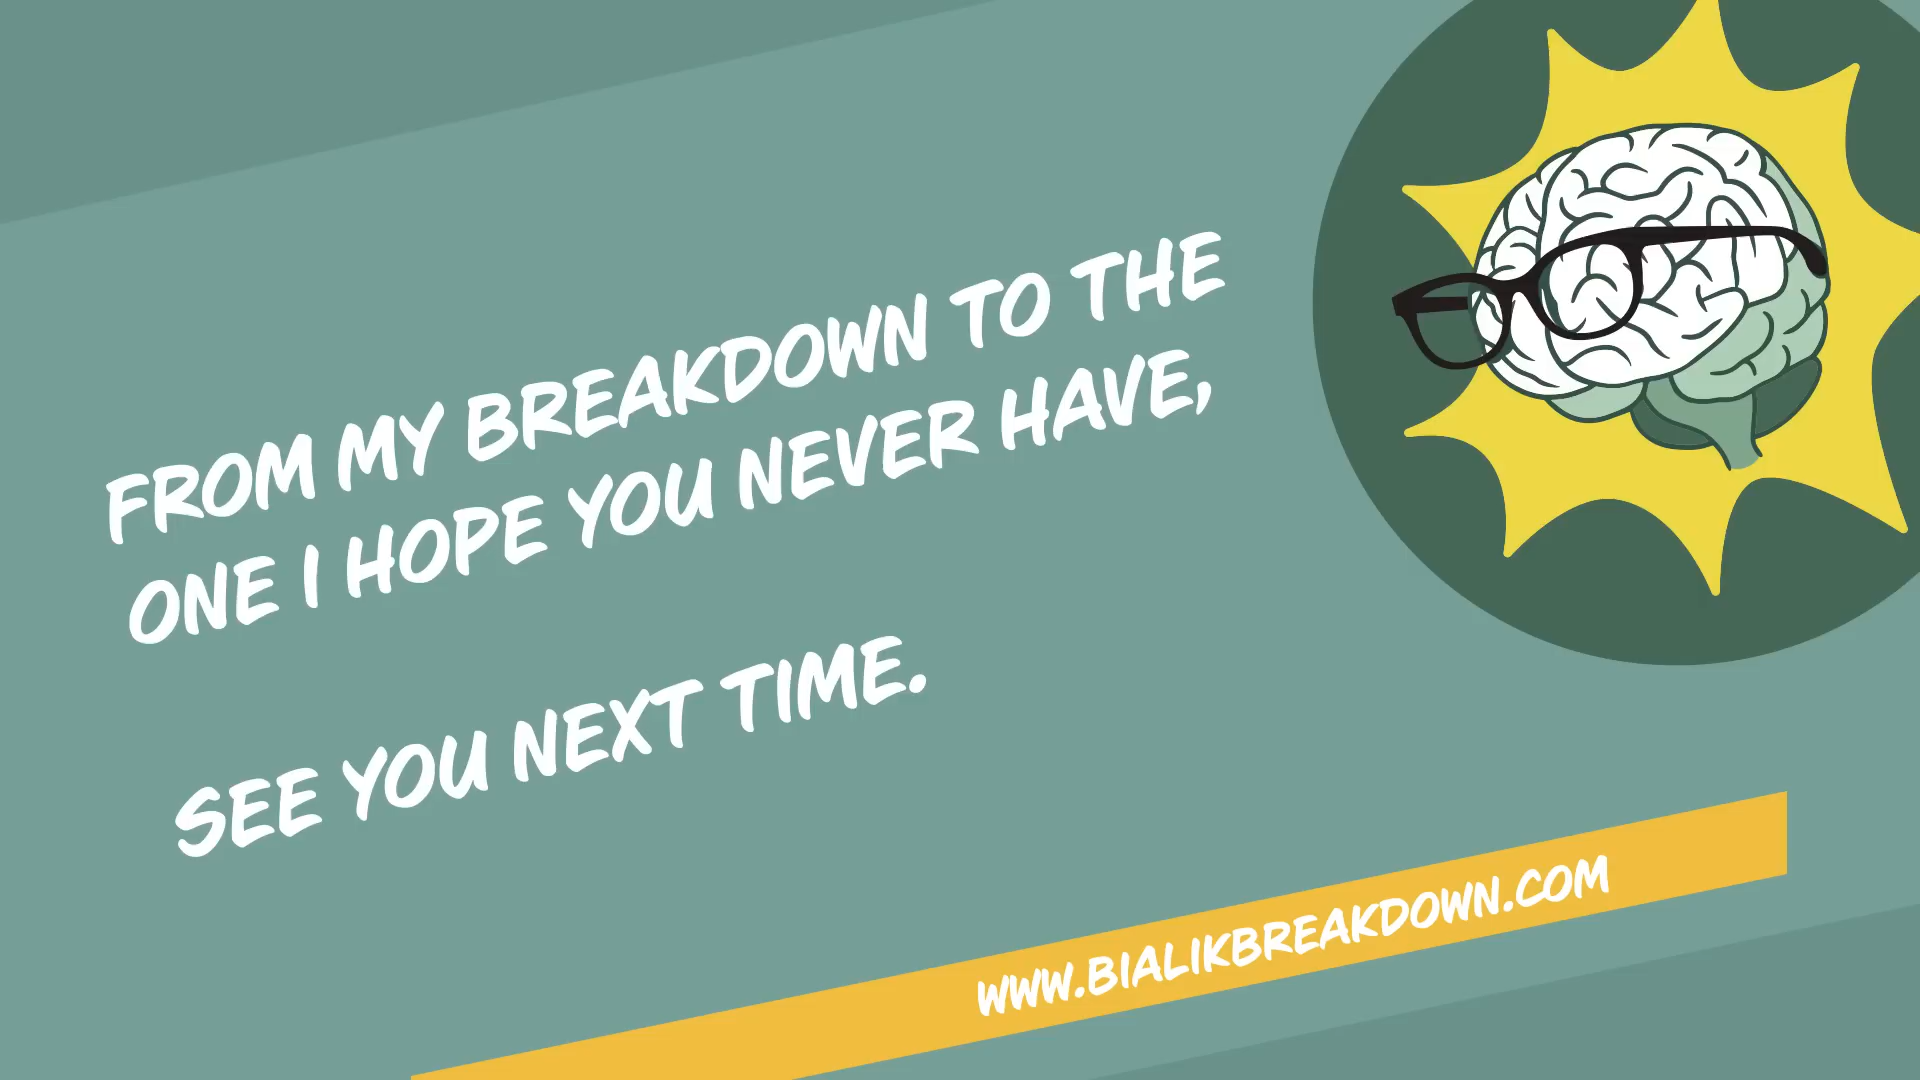 FROM MY BREAKDOWN TO THE
ONE I HOPE YOU NEVER HAVE,
SEE YOU NEXT TIME.
WWW.BIALIKBREAKDOWN.COM